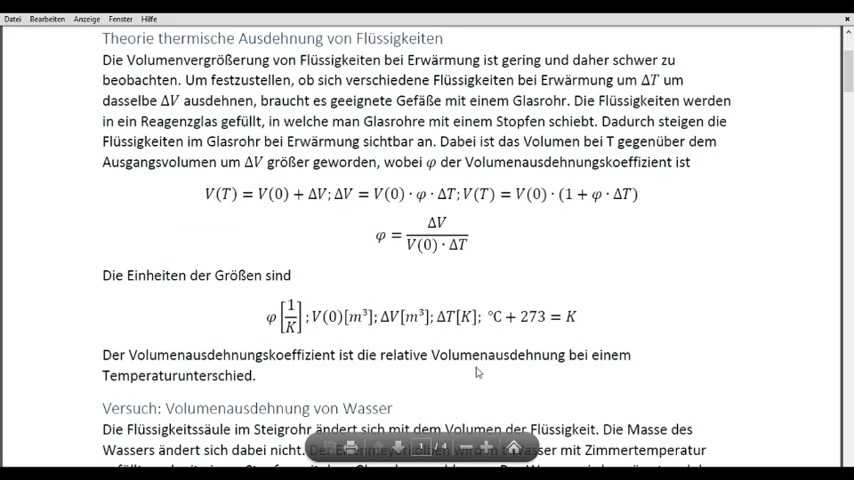 Datei Bearbeiten Anzeige Fenster Hilfe
Theorie thermische Ausdehnung von Flüssigkeiten
Die Volumenvergrößerung von Flüssigkeiten bei Erwärmung ist gering und daher schwer zu
beobachten. Um festzustellen, ob sich verschiedene Flüssigkeiten bei Erwärmung um ΔT um
dasselbe ΔV ausdehnen, braucht es geeignete Gefäße mit einem Glasrohr. Die Flüssigkeiten werden
in ein Reagenzglas gefüllt, in welche man Glasrohre mit einem Stopfen schiebt. Dadurch steigen die
Flüssigkeiten im Glasrohr bei Erwärmung sichtbar an. Dabei ist das Volumen bei T gegenüber dem
Ausgangsvolumen um ΔV größer geworden, wobei φ der Volumenausdehnungskoeffizient ist
V(T) = V(0) + ΔV; ΔV = V(0) · φ · ΔT; V(T) = V(0) · (1 + φ · ΔT)
φ = ΔV / V(0) · ΔT
Die Einheiten der Größen sind
φ [1/K] ; V(0)[m³]; ΔV[m³]; ΔT[K]; °C + 273 = K
Der Volumenausdehnungskoeffizient ist die relative Volumenausdehnung bei einem
Temperaturunterschied.
Versuch: Volumenausdehnung von Wasser
Die Flüssigkeitssäule im Steigrohr ändert sich mit dem Volumen der Flüssigkeit. Die Masse des
Wassers ändert sich dabei nicht. Der wird mit Wasser mit Zimmertemperatur
1 / 4